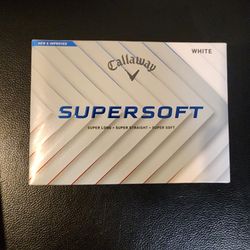 NEW & IMPROVED
Callaway
WHITE
SUPERSOFT
SUPER LONG • SUPER STRAIGHT • SUPER SOFT